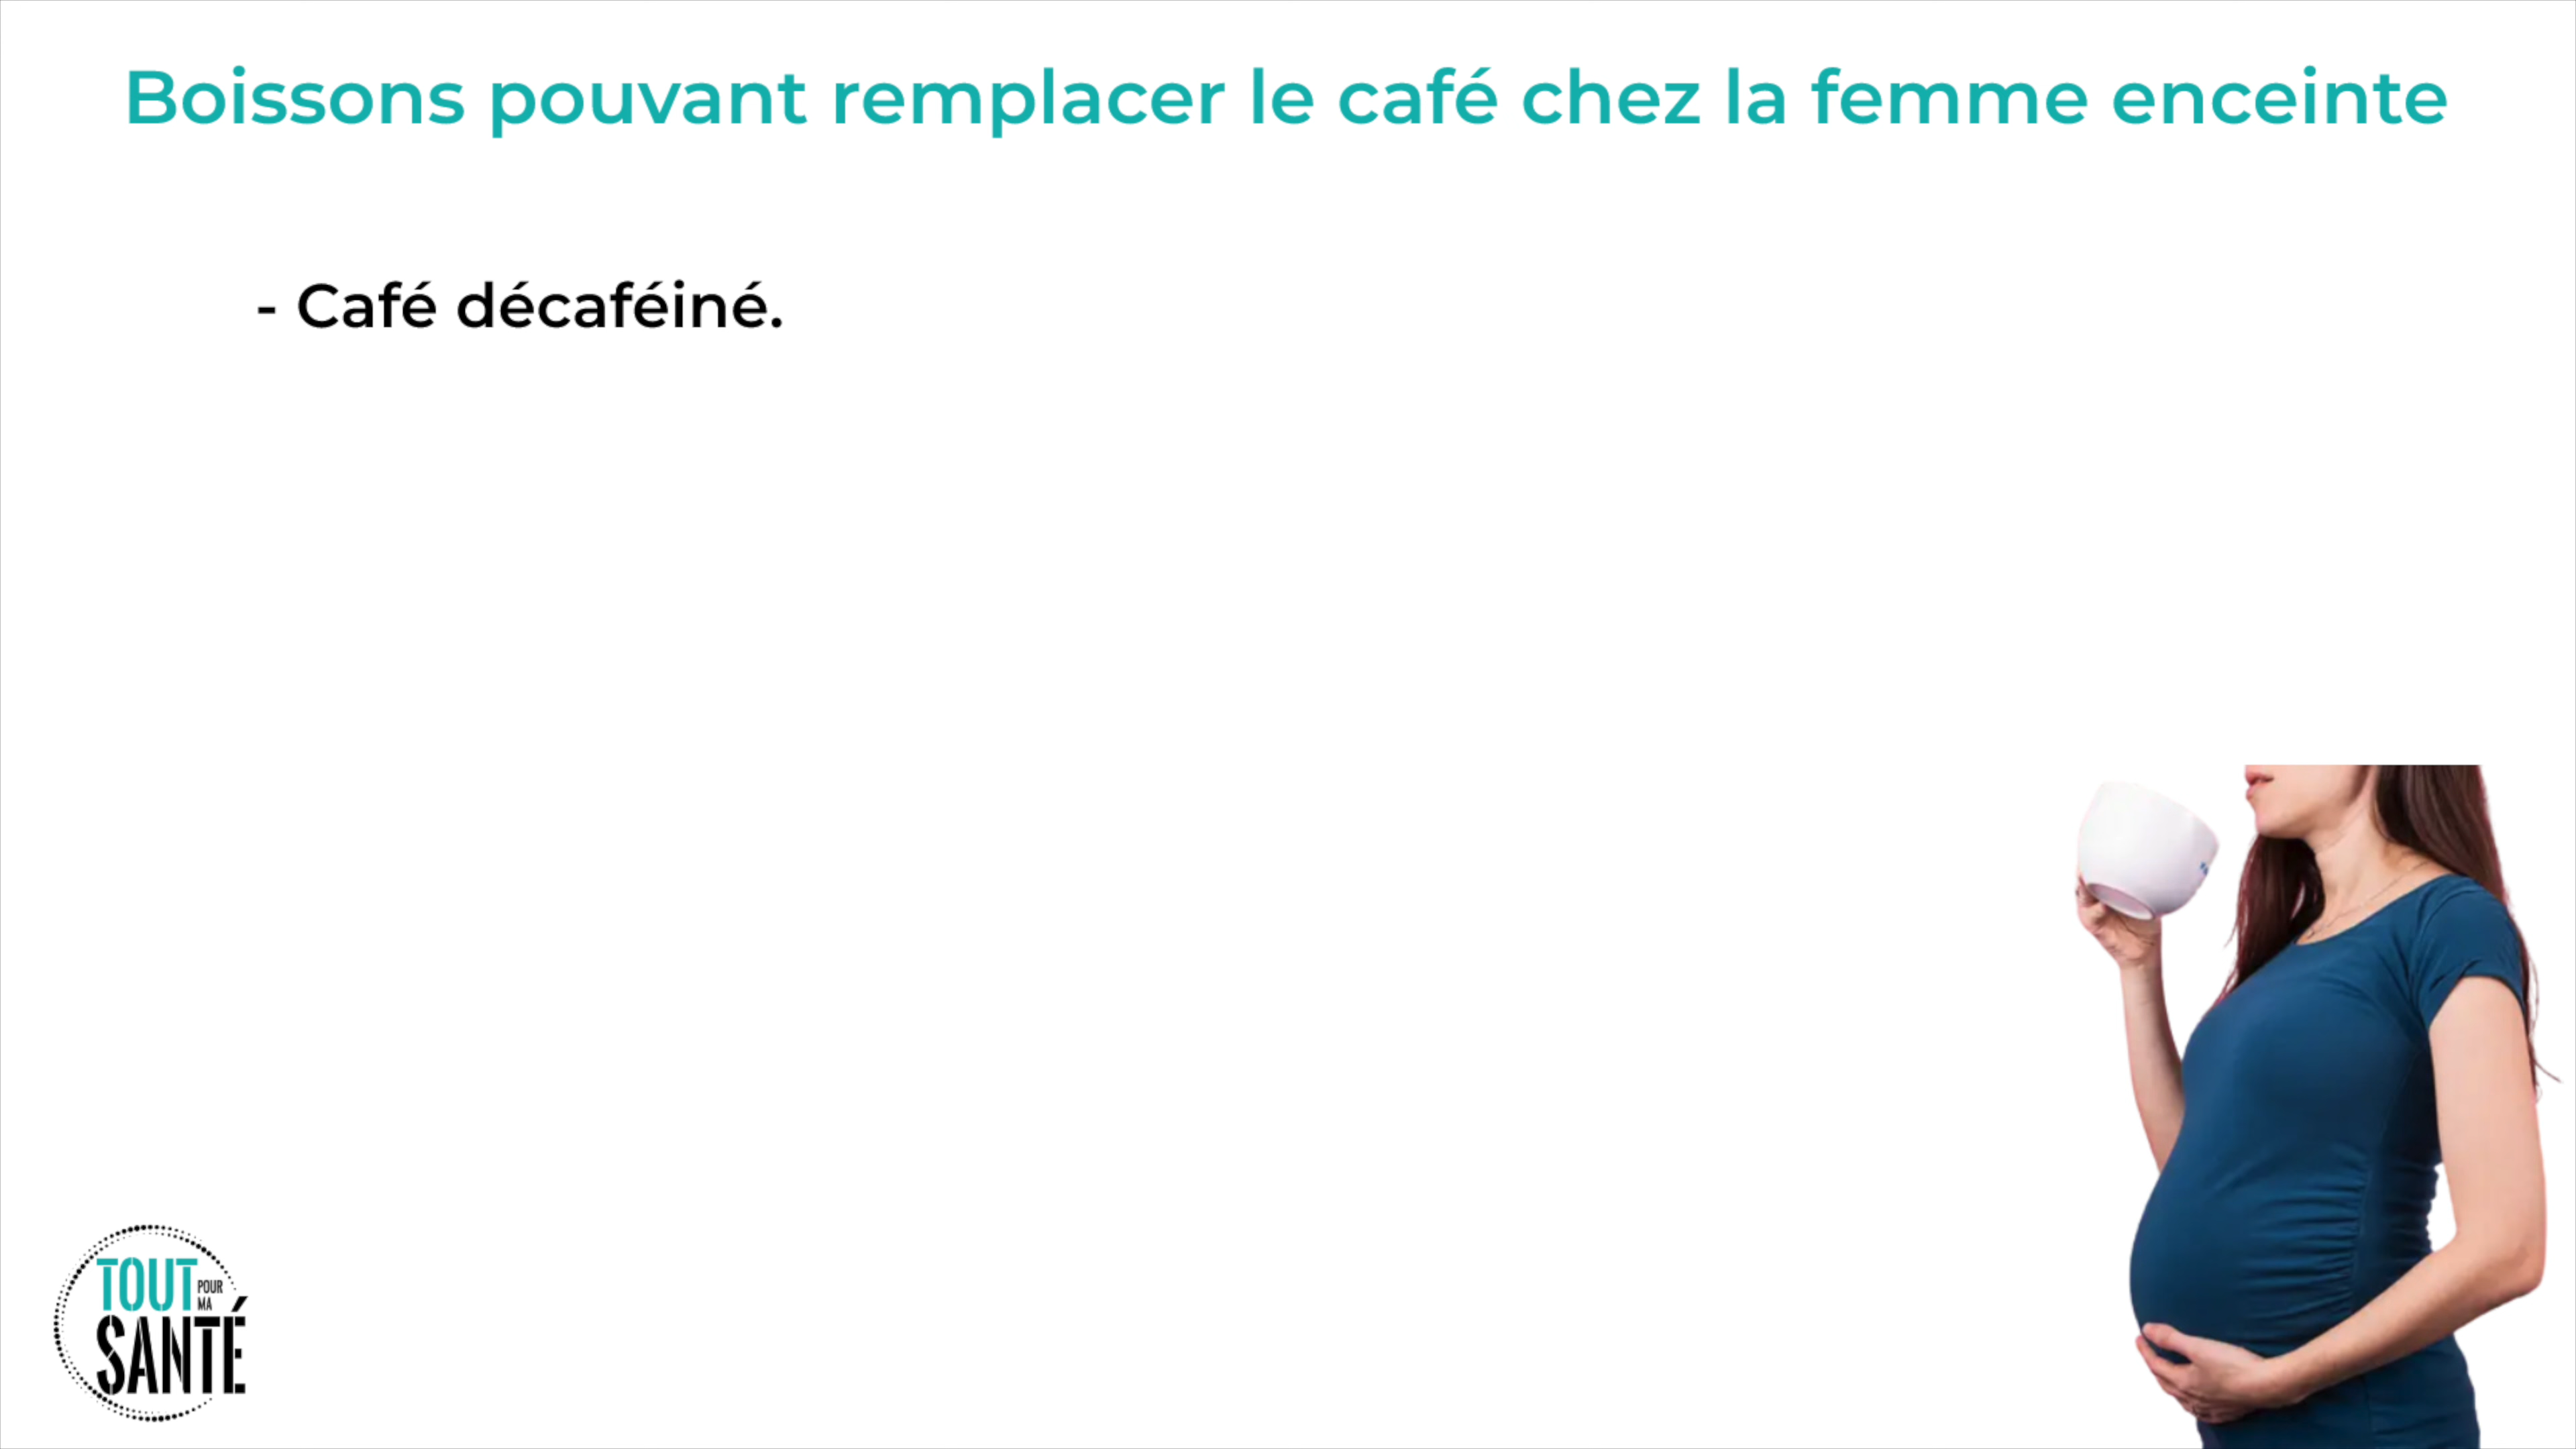 Boissons pouvant remplacer le café chez la femme enceinte
- Café décaféiné.
TOUT POUR
MA
SANTÉ